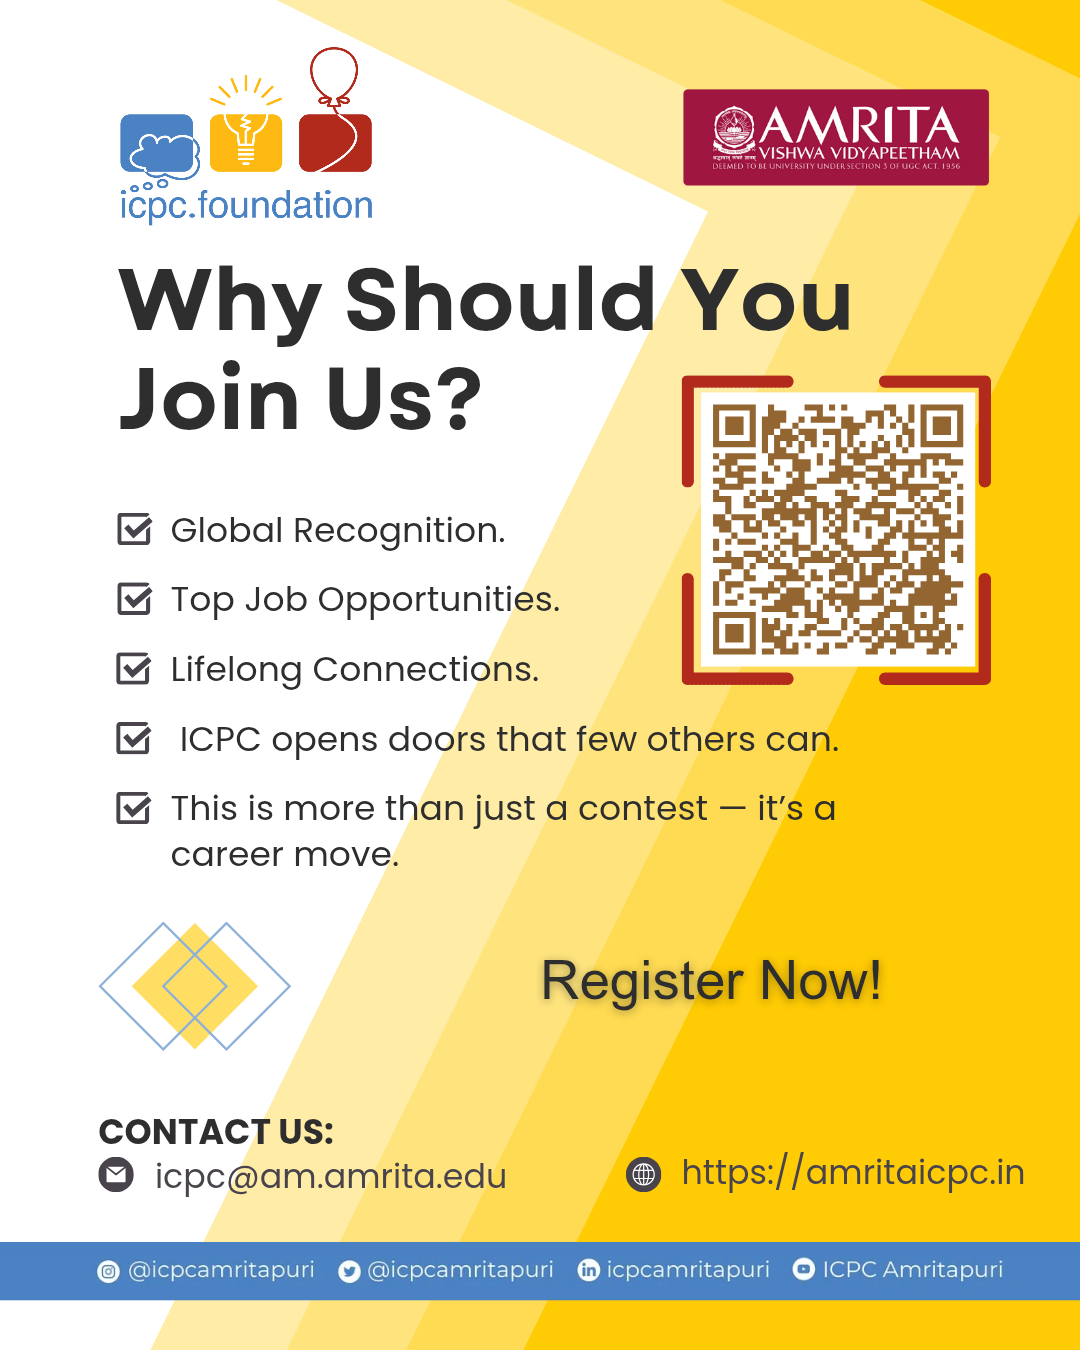 icpc.foundation
AMRITA
VISHWA VIDYAPEETHAM
DEEMED TO BE UNIVERSITY UNDER SECTION 3 OF UGC ACT, 1956
Why Should You
Join Us?
Global Recognition.
Top Job Opportunities.
Lifelong Connections.
ICPC opens doors that few others can.
This is more than just a contest — it’s a
career move.
Register Now!
CONTACT US:
icpc@am.amrita.edu
https://amritaicpc.in
@icpcamritapuri
@icpcamritapuri
icpcamritapuri
ICPC Amritapuri